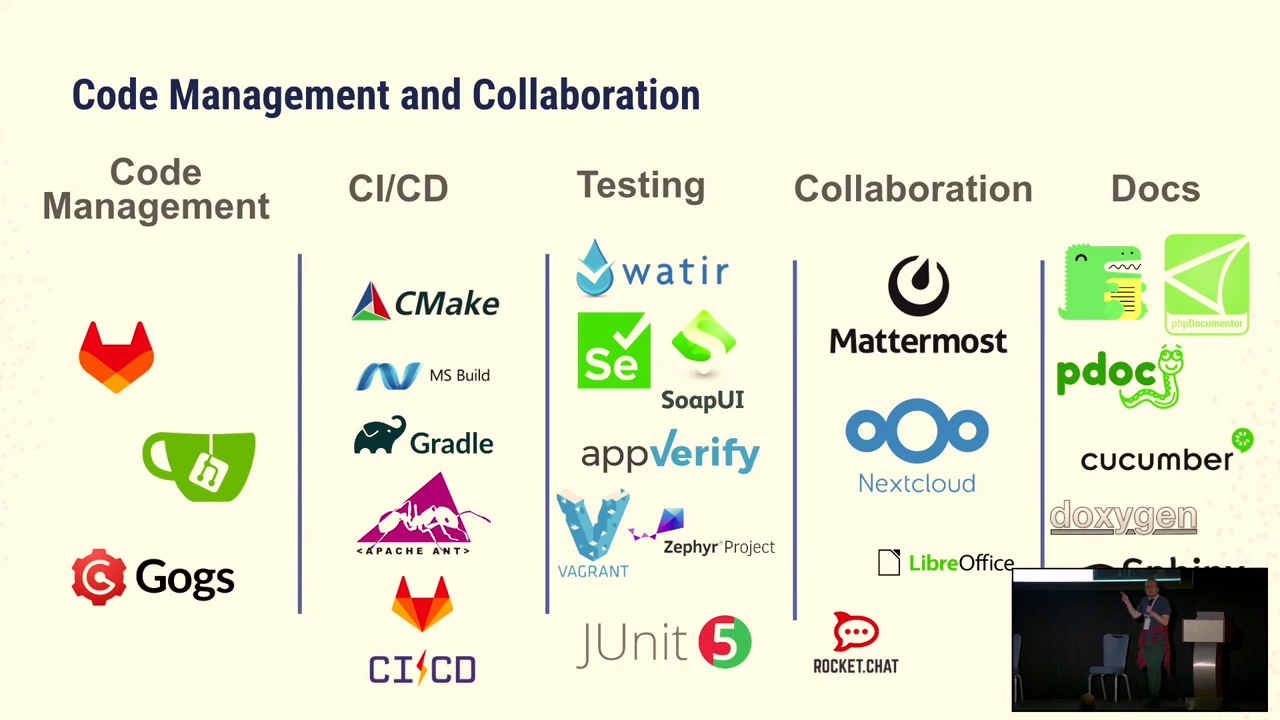 Code Management and Collaboration
Code
Management
CI/CD
Testing
Collaboration
Docs
Gogs
CMake
MS Build
Gradle
<APACHE ANT>
CI CD
watir
Se
SoapUI
appverify
VAGRANT
Zephyr®Project
JUnit 5
Mattermost
Nextcloud
LibreOffice
ROCKET.CHAT
phpDocumentor
pdoc
cucumber
doxygen
Sphinx